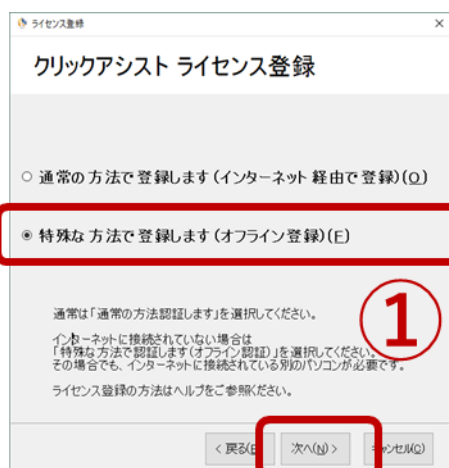 ライセンス登録
クリックアシスト ライセンス登録
通常の方法で登録します(インターネット 経由で登録)(O)
特殊な方法で登録します(オフライン登録)(F)
通常は「通常の方法認証します」を選択してください。
インターネットに接続されていない場合は
「特殊な方法で認証します(オフライン認証)」を選択してください。
その場合でも、インターネットに接続されている別のパソコンが必要です。
ライセンス登録の方法はヘルプをご参照ください。
1
< 戻る(
次へ(N) >
ンセル(C)